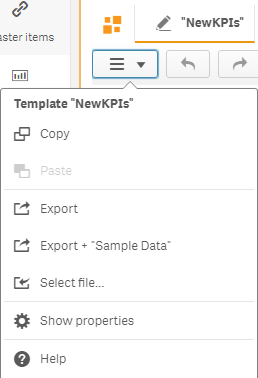 "NewKPIs"
aster items
Template "NewKPIs"
Copy
Paste
Export
Export + "Sample Data"
Select file...
Show properties
Help